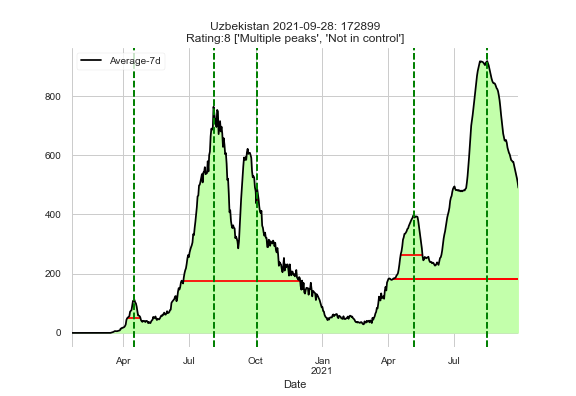 Uzbekistan 2021-09-28: 172899
Rating:8 ['Multiple peaks', 'Not in control']
Average-7d
800
600
400
200
0
Apr
Jul
Oct
Jan
2021
Apr
Jul
Date